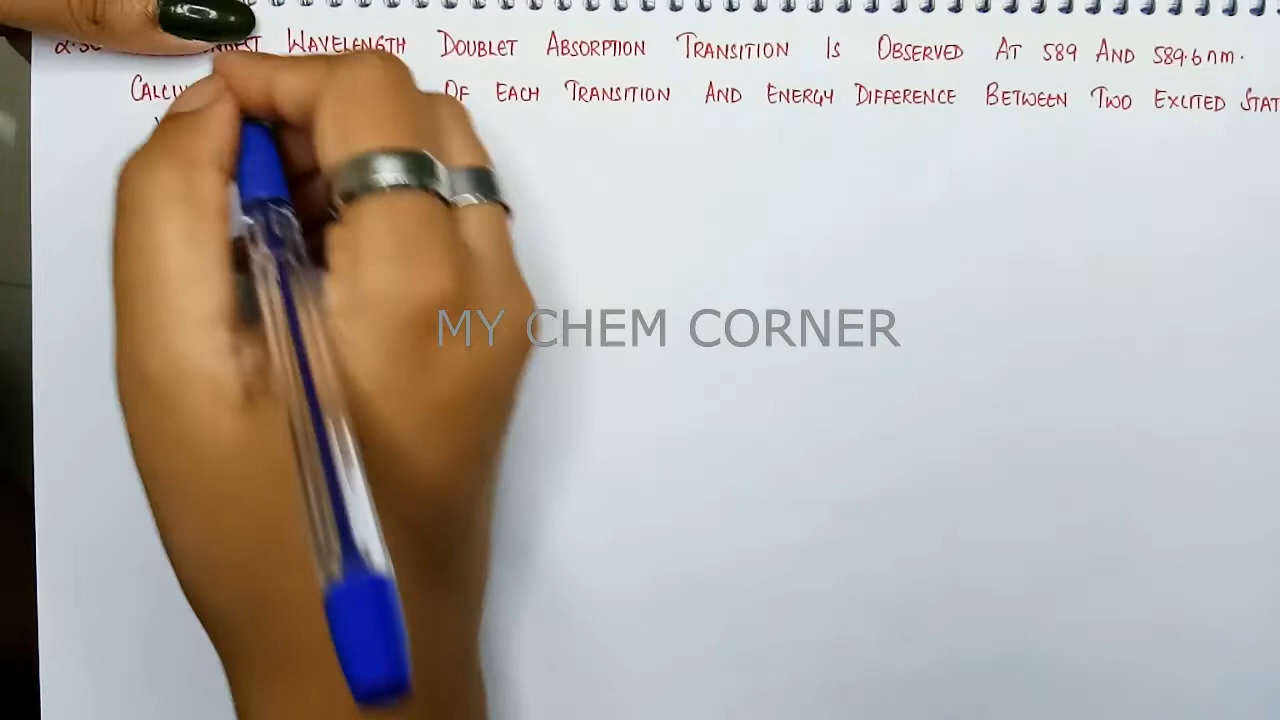 WAVELENGTH DOUBLET ABSORPTION TRANSITION IS OBSERVED AT 589 AND 589.6 nm.
OF EACH TRANSITION AND ENERGY DIFFERENCE BETWEEN TWO EXCITED
MY CHEM CORNER